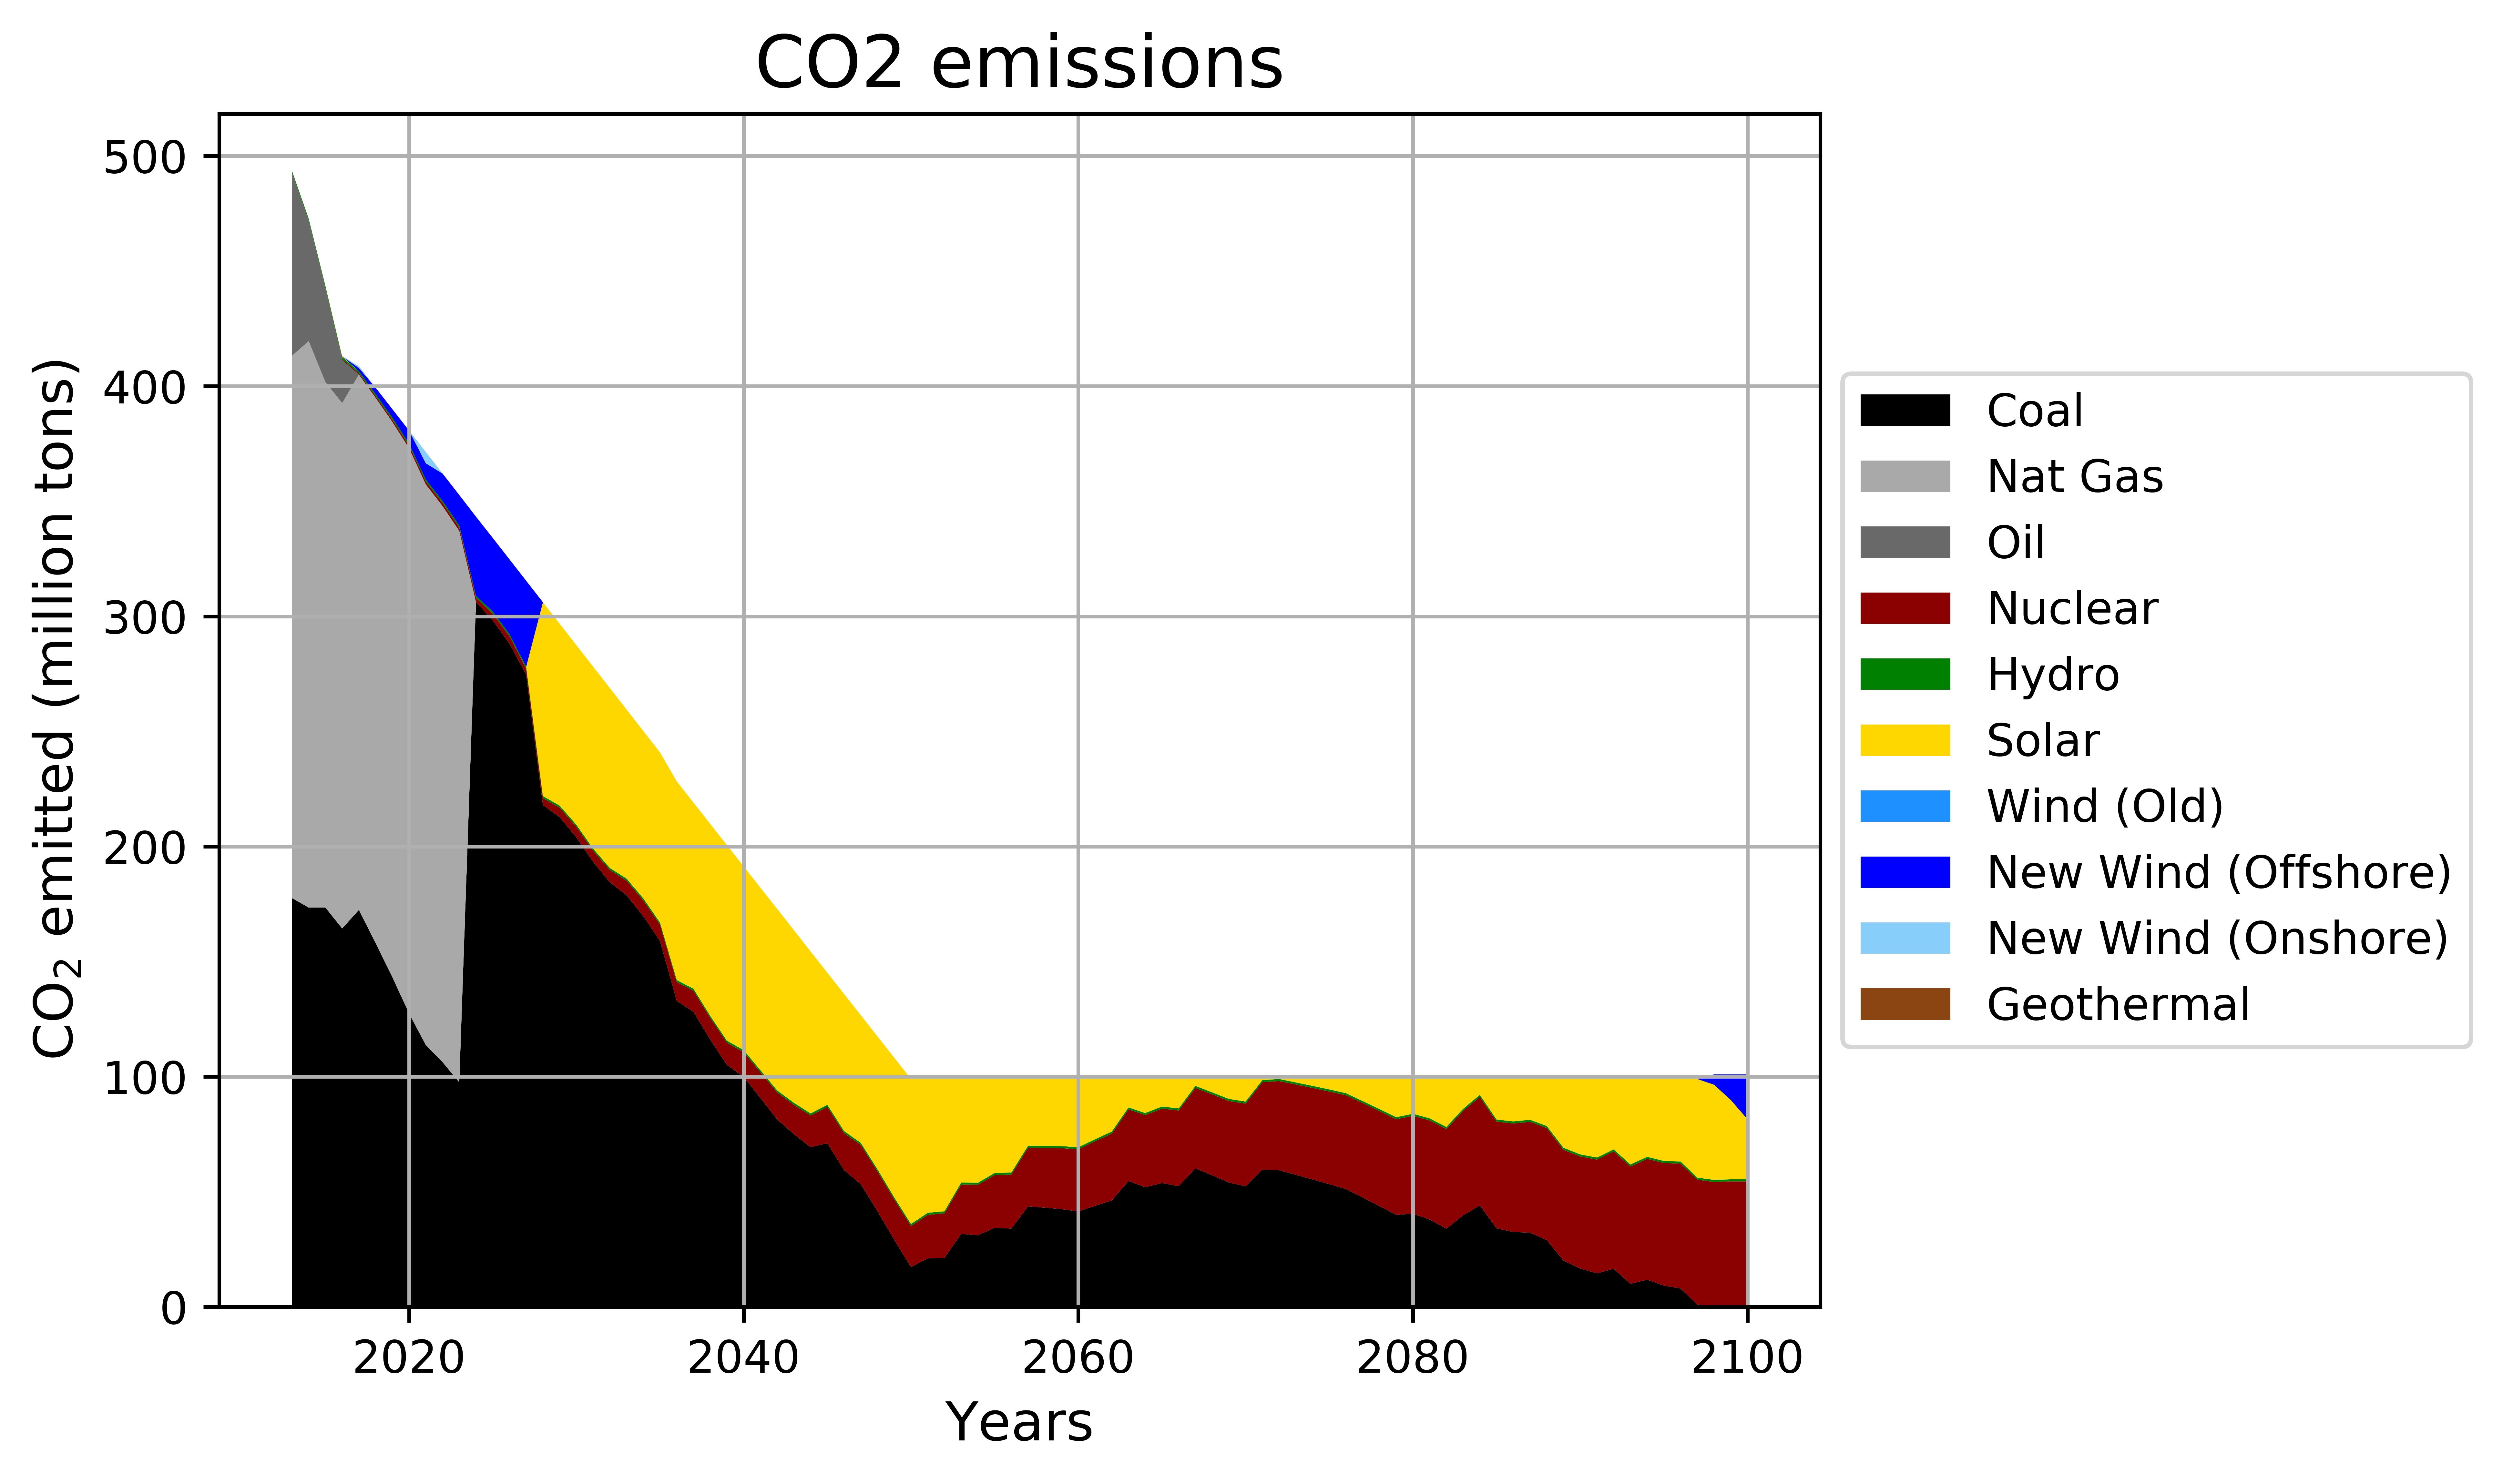 CO2 emissions
CO₂ emitted (million tons)
500
400
300
200
100
0
2020 2040 2060 2080 2100
Years
Coal
Nat Gas
Oil
Nuclear
Hydro
Solar
Wind (Old)
New Wind (Offshore)
New Wind (Onshore)
Geothermal